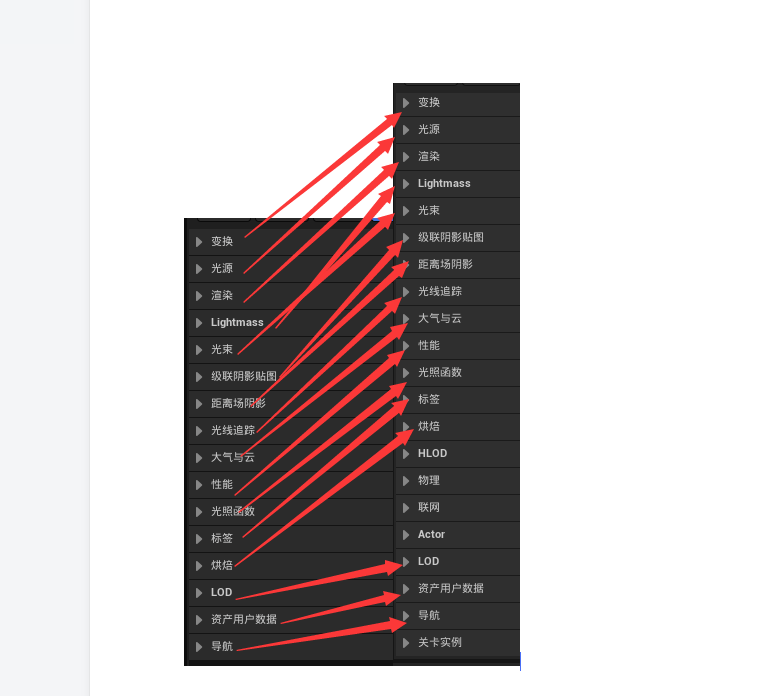 变换
光源
渲染
Lightmass
光束
级联阴影贴图
距离场阴影
光线追踪
大气与云
性能
光照函数
标签
烘焙
LOD
资产用户数据
导航
变换
光源
渲染
Lightmass
光束
级联阴影贴图
距离场阴影
光线追踪
大气与云
性能
光照函数
标签
烘焙
HLOD
物理
联网
Actor
LOD
资产用户数据
导航
关卡实例